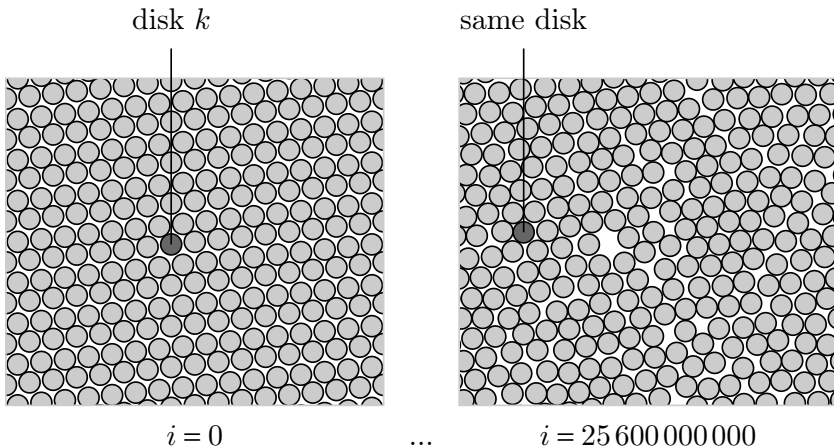 disk k same disk
i = 0 ... i = 25 600 000 000